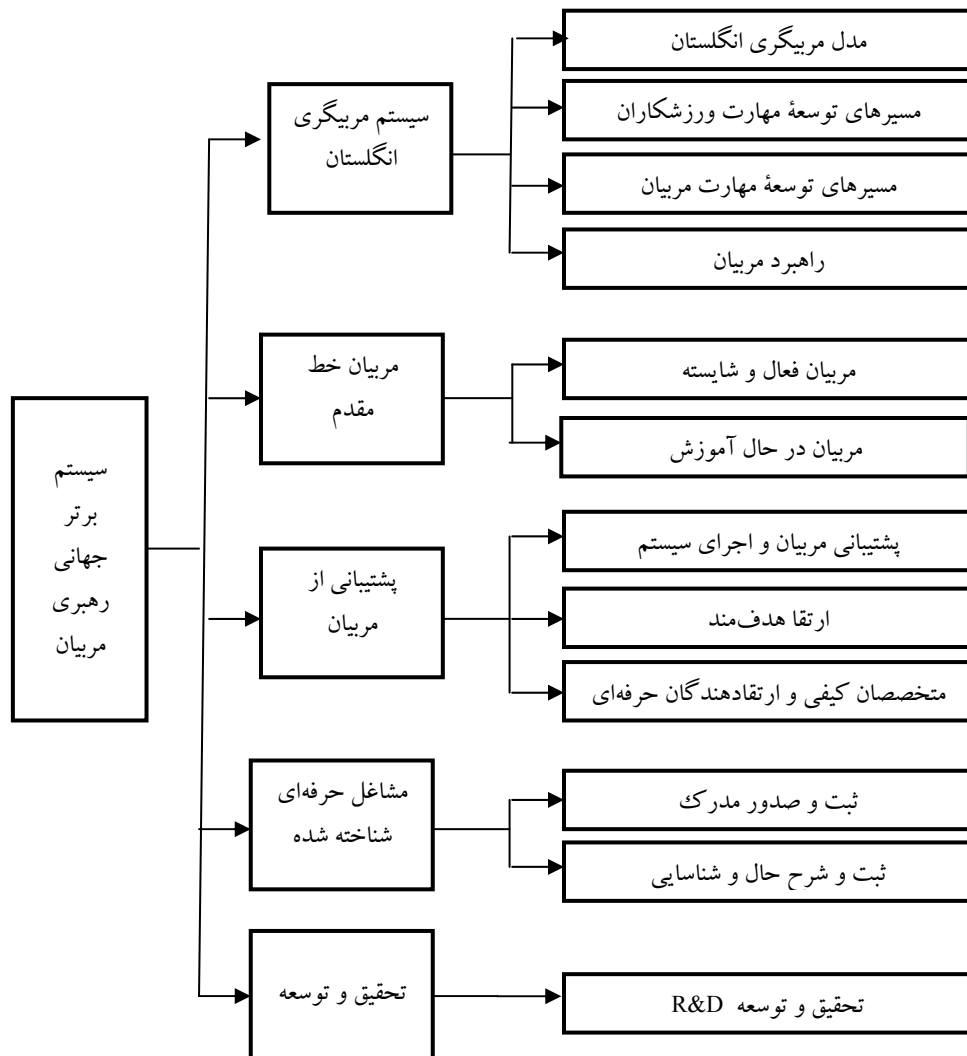 سیستم
برتر
جهانی
رهبری
مربیان
سیستم مربیگری
انگلستان
مدل مربیگری انگلستان
مسیرهای توسعۀ مهارت ورزشکاران
مسیرهای توسعۀ مهارت مربیان
راهبرد مربیان
مربیان خط
مقدم
مربیان فعال و شایسته
مربیان در حال آموزش
پشتیبانی از
مربیان
پشتیبانی مربیان و اجرای سیستم
ارتقا هدف‌مند
متخصصان کیفی و ارتقادهندگان حرفه‌ای
مشاغل حرفه‌ای
شناخته شده
ثبت و صدور مدرک
ثبت و شرح حال و شناسایی
تحقیق و توسعه
تحقیق و توسعه R&D